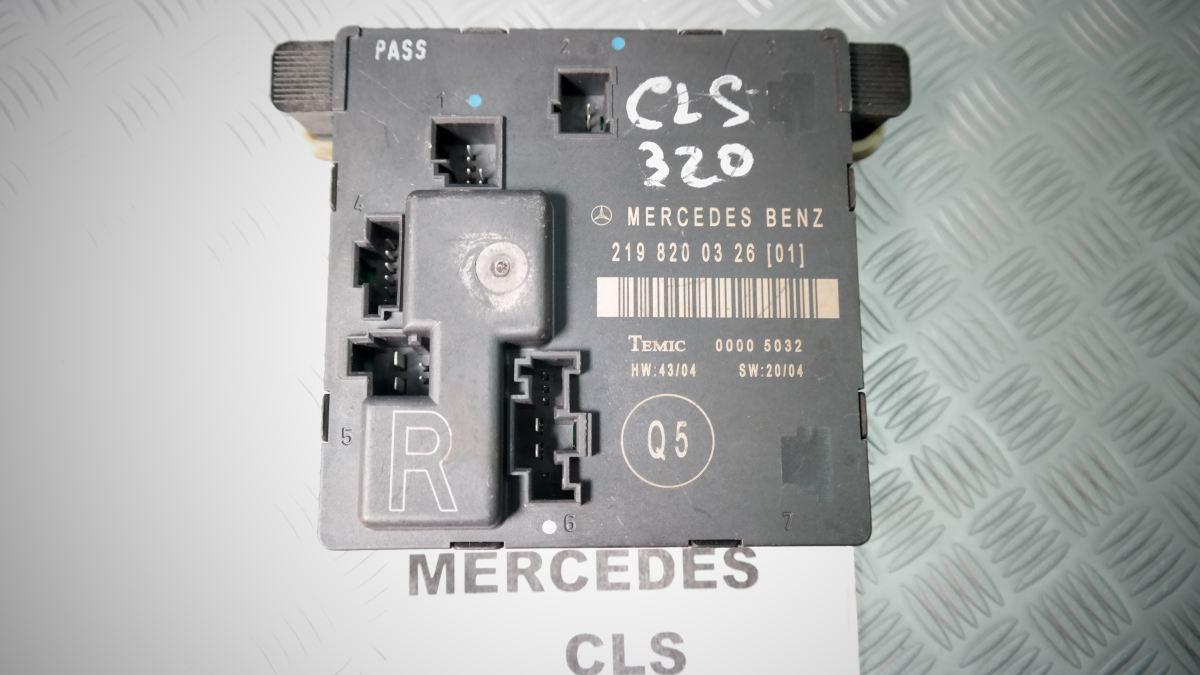 PASS
1
2
3
CLS
320
4
MERCEDES BENZ
219 820 03 26 [01]
TEMIC 0000 5032
HW:43/04 SW:20/04
5
R
Q5
6
7
MERCEDES
CLS